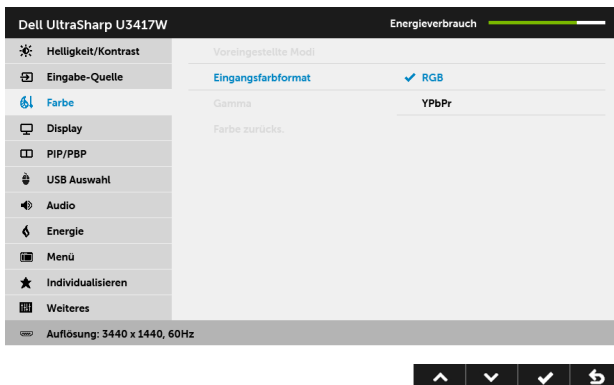 Dell UltraSharp U3417W
Energieverbrauch
Helligkeit/Kontrast
Eingabe-Quelle
Farbe
Display
PIP/PBP
USB Auswahl
Audio
Energie
Menü
Individualisieren
Weiteres
Voreingestellte Modi
Eingangsfarbformat
Gamma
Farbe zurücks.
RGB
YPbPr
Auflösung: 3440 x 1440, 60Hz